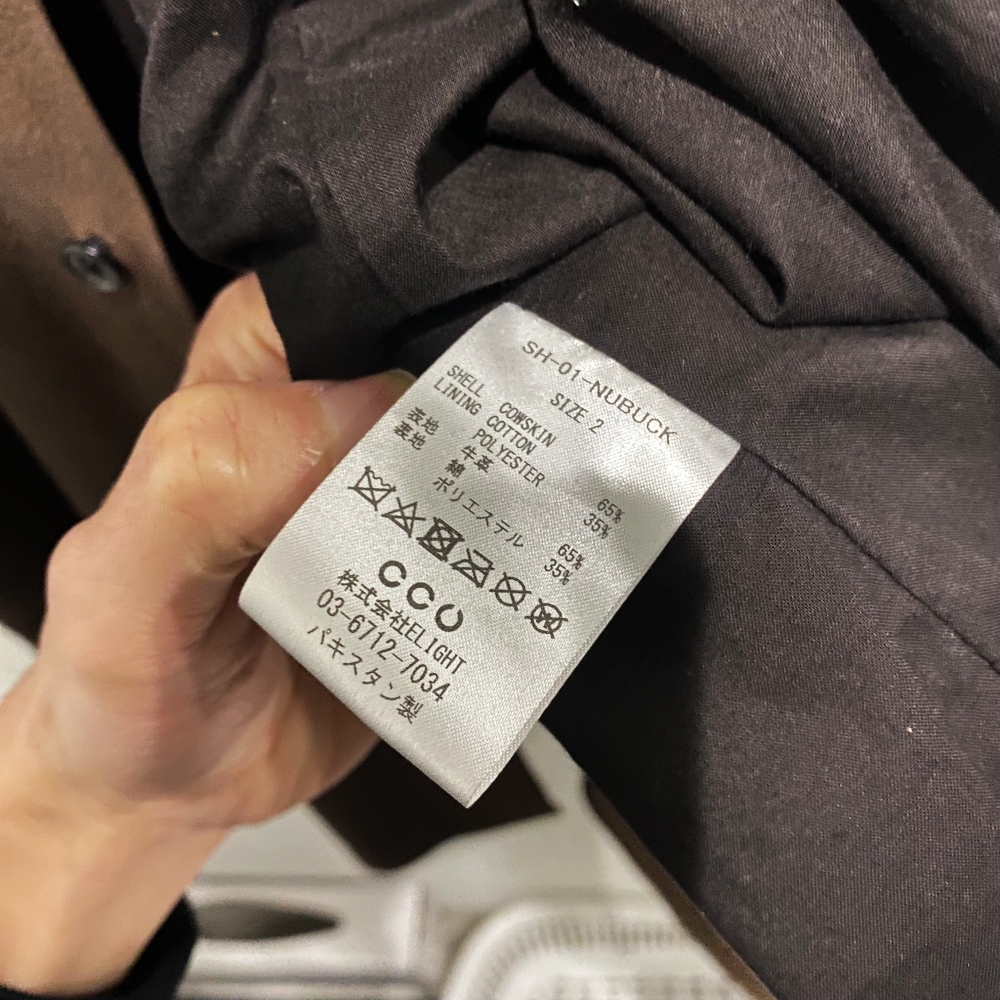 SH-01-NUBUCK
SIZE 2
SHELL COWSKIN
LINING COTTON 65%
POLYESTER 35%
表地 牛革
裏地 綿 65%
ポリエステル 35%
CCU
株式会社ELIGHT
03-6712-7034
パキスタン製